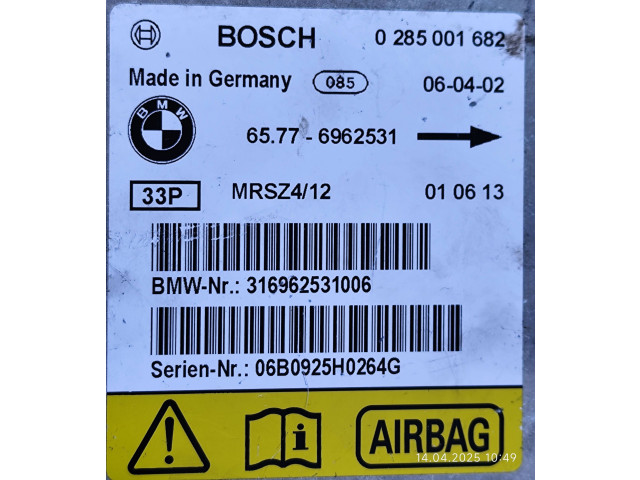 BOSCH 0 285 001 682
Made in Germany 085 06-04-02
BMW 65.77 - 6962531
33P MRSZ4/12 01 06 13
BMW-Nr.: 316962531006
Serien-Nr.: 06B0925H0264G
AIRBAG
14.04.2025 10:49